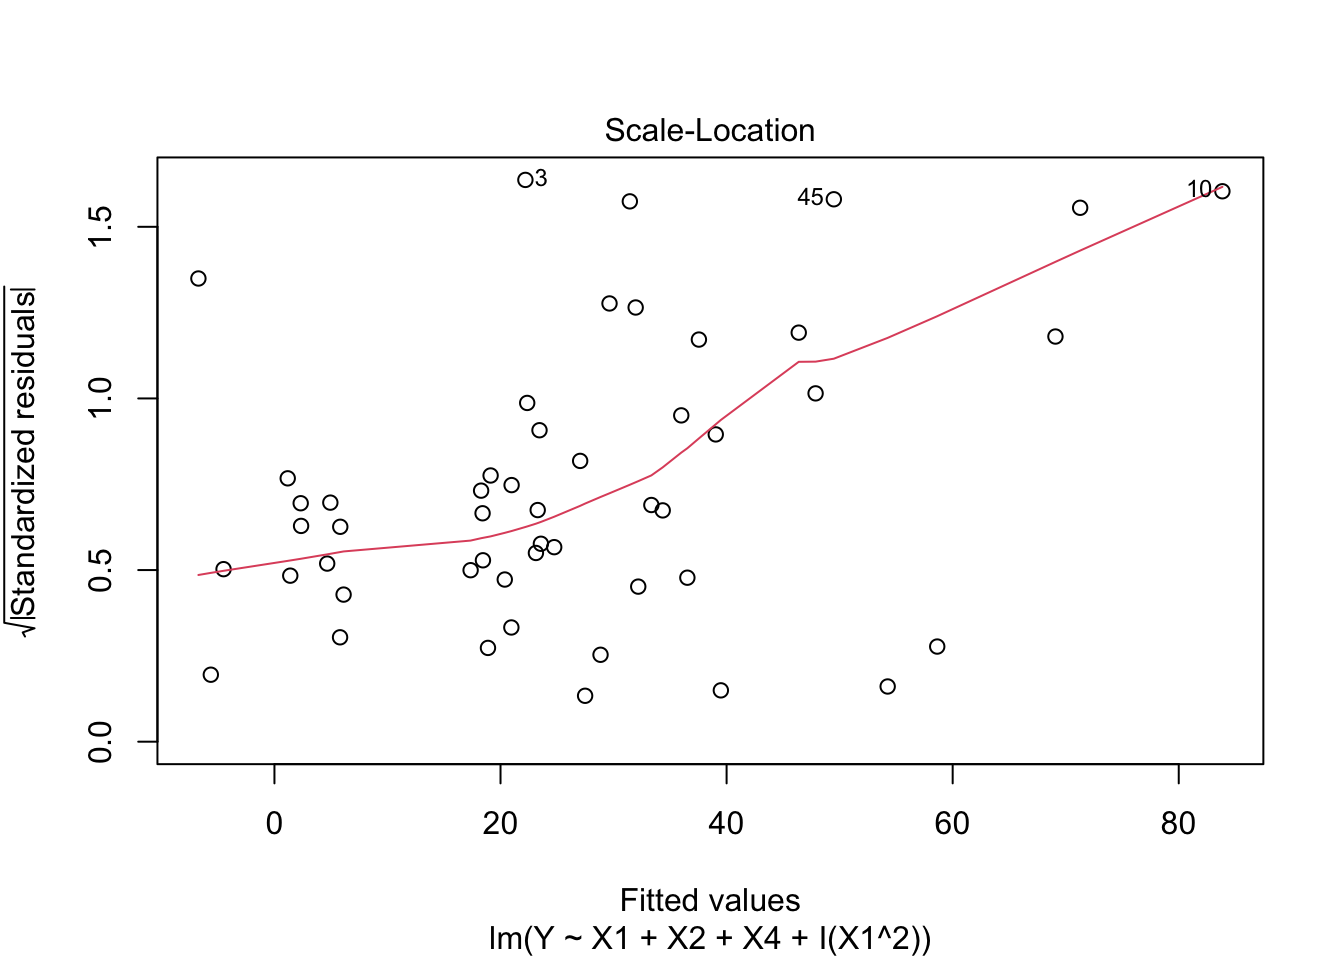 Scale-Location
√|Standardized residuals|
1.5
1.0
0.5
0.0
3
45
10
0 20 40 60 80
Fitted values
lm(Y ~ X1 + X2 + X4 + I(X1^2))